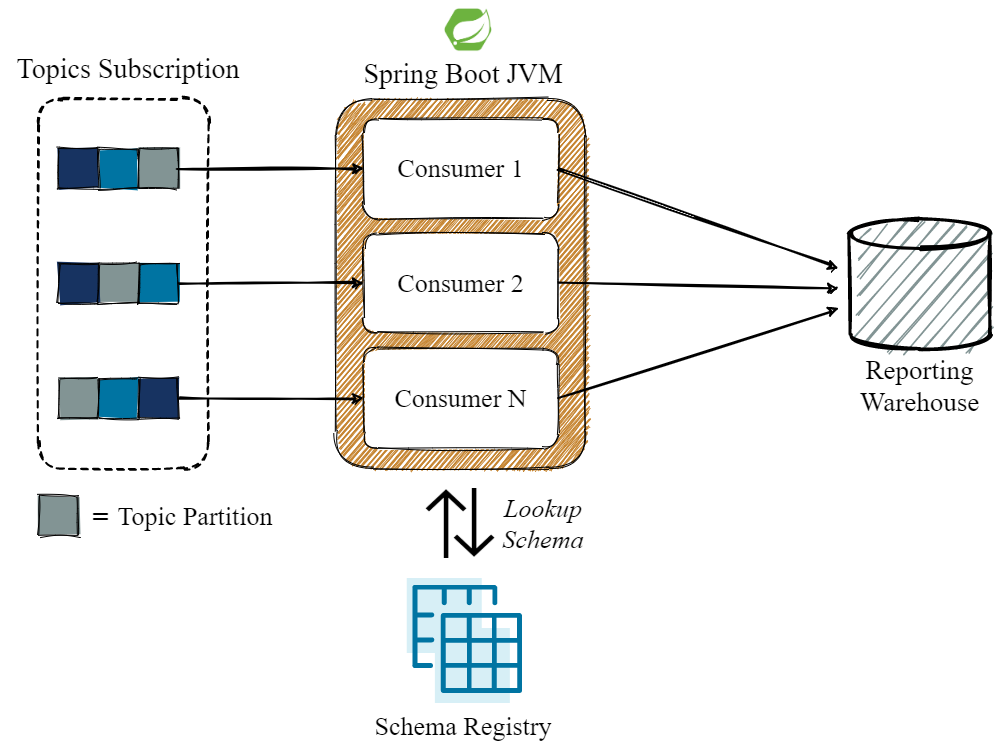 Topics Subscription
Spring Boot JVM
Consumer 1
Consumer 2
Consumer N
Reporting
Warehouse
= Topic Partition
Lookup
Schema
Schema Registry